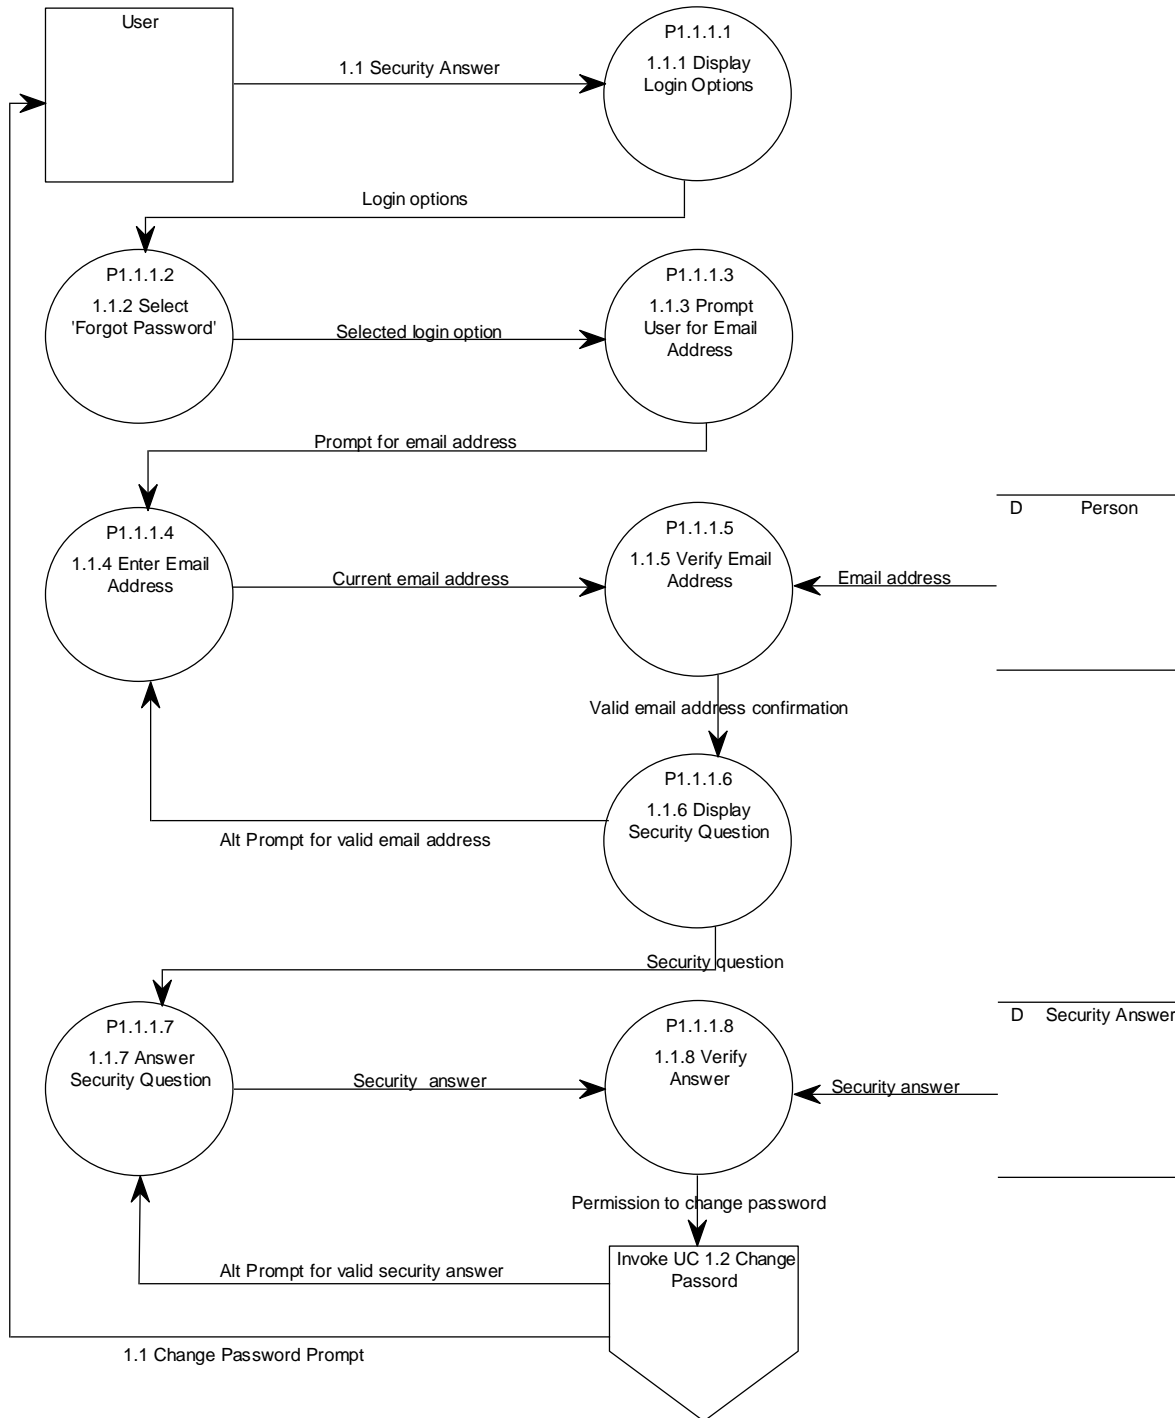 User
P1.1.1.1
1.1.1 Display
Login Options
1.1 Security Answer
Login options
P1.1.1.2
1.1.2 Select
'Forgot Password'
Selected login option
P1.1.1.3
1.1.3 Prompt
User for Email
Address
Prompt for email address
P1.1.1.4
1.1.4 Enter Email
Address
Current email address
P1.1.1.5
1.1.5 Verify Email
Address
Email address
D Person
Valid email address confirmation
P1.1.1.6
1.1.6 Display
Security Question
Alt Prompt for valid email address
Security question
P1.1.1.7
1.1.7 Answer
Security Question
Security answer
P1.1.1.8
1.1.8 Verify
Answer
Security answer
D Security Answer
Permission to change password
Invoke UC 1.2 Change
Passord
Alt Prompt for valid security answer
1.1 Change Password Prompt